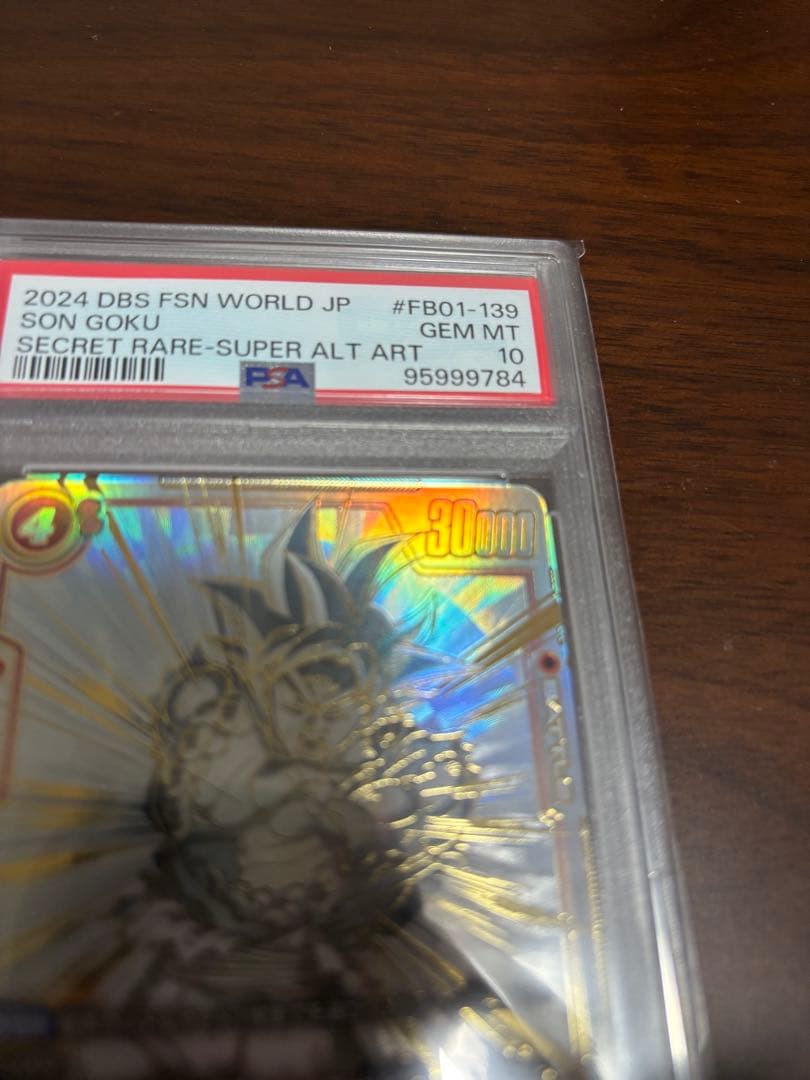 2024 DBS FSN WORLD JP #FB01-139
SON GOKU GEM MT
SECRET RARE-SUPER ALT ART 10
PSA 95999784
4 30000